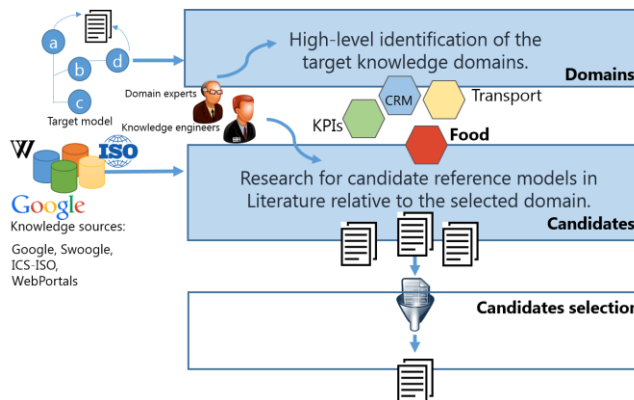 a
b
d
c
Target model
High-level identification of the
target knowledge domains.
Domains
Domain experts
Knowledge engineers
KPIs
CRM
Transport
Food
W
ISO
Google
Knowledge sources:
Google, Swoogle,
ICS-ISO,
WebPortals
Research for candidate reference models in
Literature relative to the selected domain.
Candidates
Candidates selection